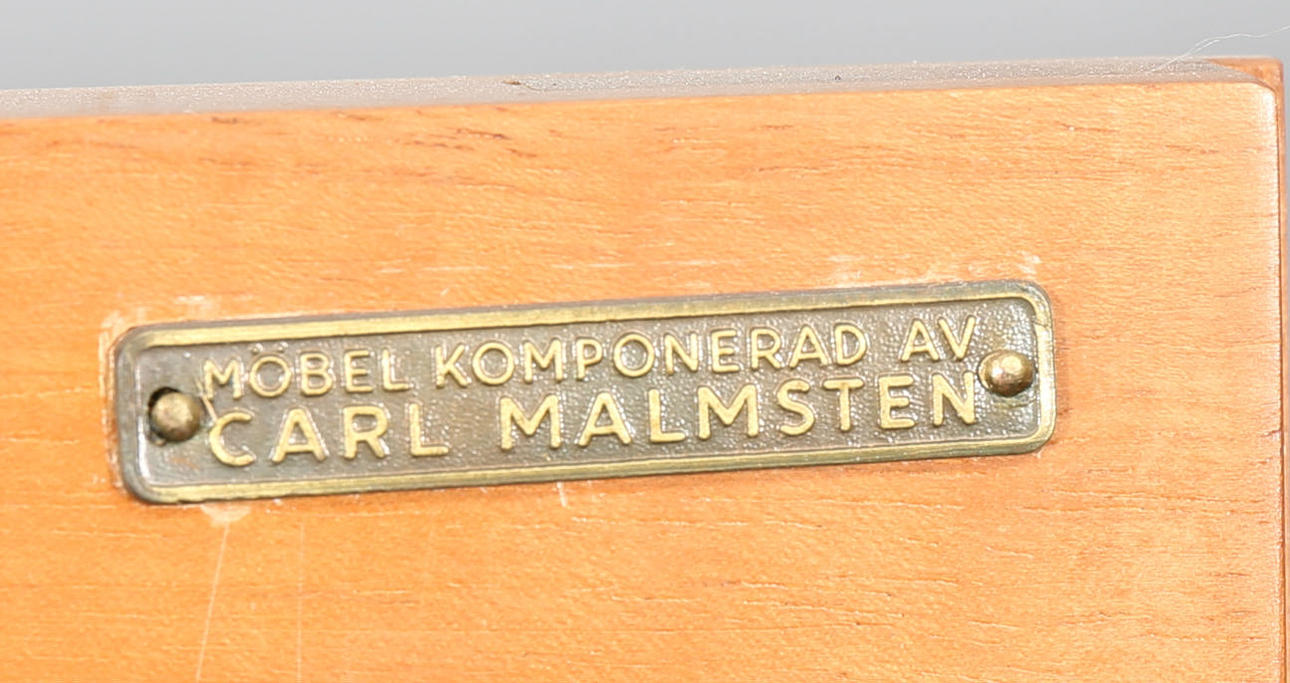 MÖBEL KOMPONERAD AV
CARL MALMSTEN